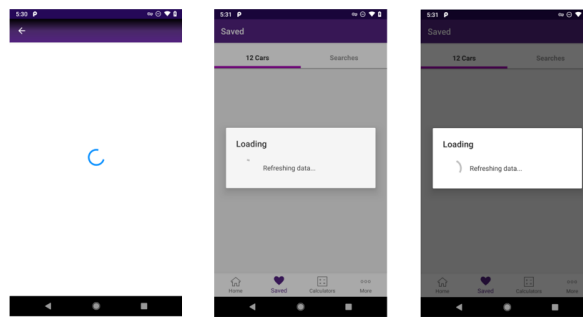 5:30
5:31
Saved
12 Cars
Searches
Loading
Refreshing data...
Home
Saved
Calculators
More
5:31
Saved
12 Cars
Searches
Loading
Refreshing data...
Home
Saved
Calculators
More